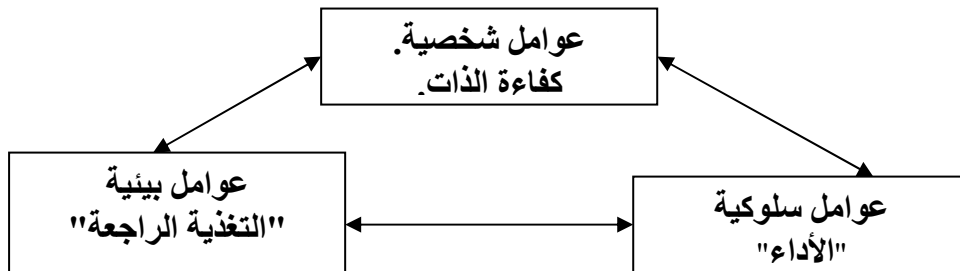 عوامل شخصية.
كفاءة الذات.
عوامل بيئية
"التغذية الراجعة"
عوامل سلوكية
"الأداء"